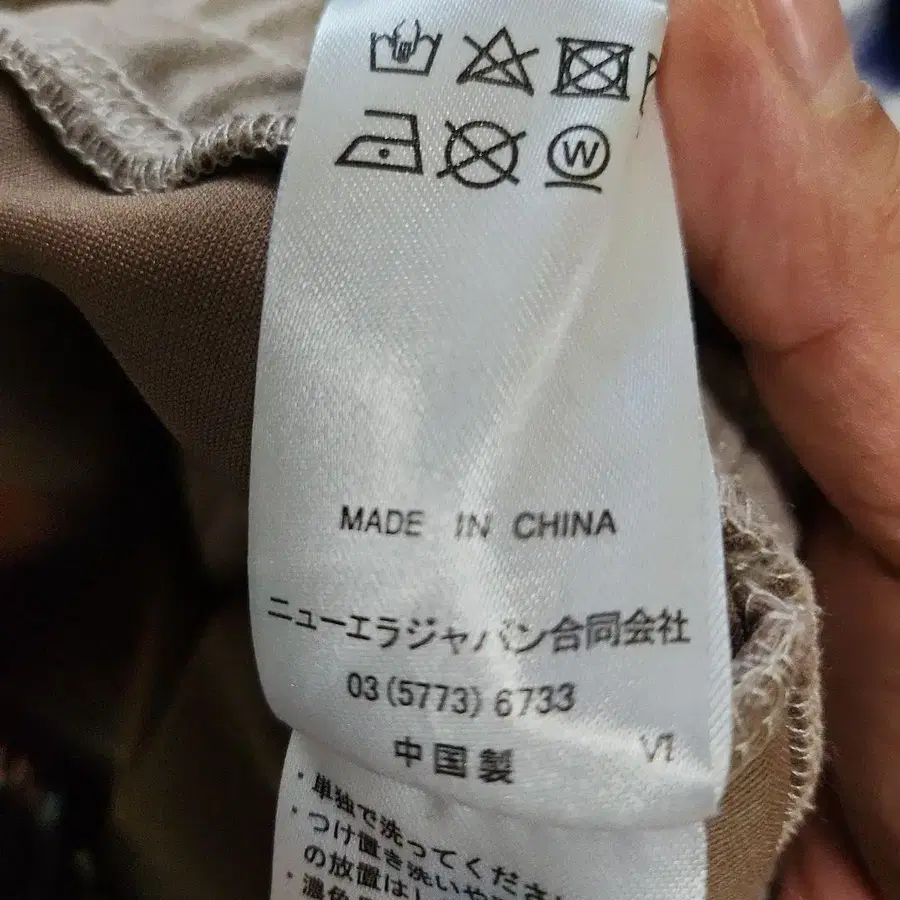 W
MADE IN CHINA
ニューエラジャパン合同会社
03 (5773) 6733
中国製
・単独で洗ってくださ
・つけ置き洗いや
の放置は
・濃色